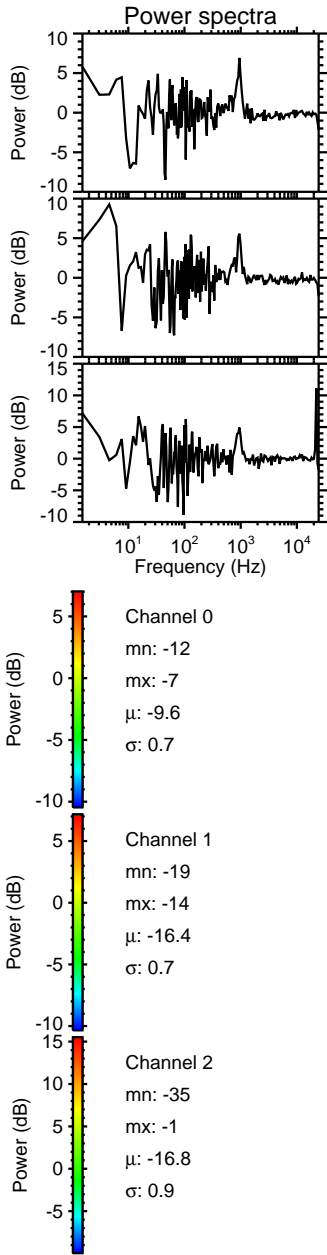 Power spectra
10
5
0
-5
-10
Power (dB)
10
5
0
-5
-10
Power (dB)
15
10
5
0
-5
-10
Power (dB)
10¹ 10² 10³ 10⁴
Frequency (Hz)
5
0
-5
-10
Power (dB)
Channel 0
mn: -12
mx: -7
μ: -9.6
σ: 0.7
5
0
-5
-10
Power (dB)
Channel 1
mn: -19
mx: -14
μ: -16.4
σ: 0.7
15
10
5
0
-5
Power (dB)
Channel 2
mn: -35
mx: -1
μ: -16.8
σ: 0.9